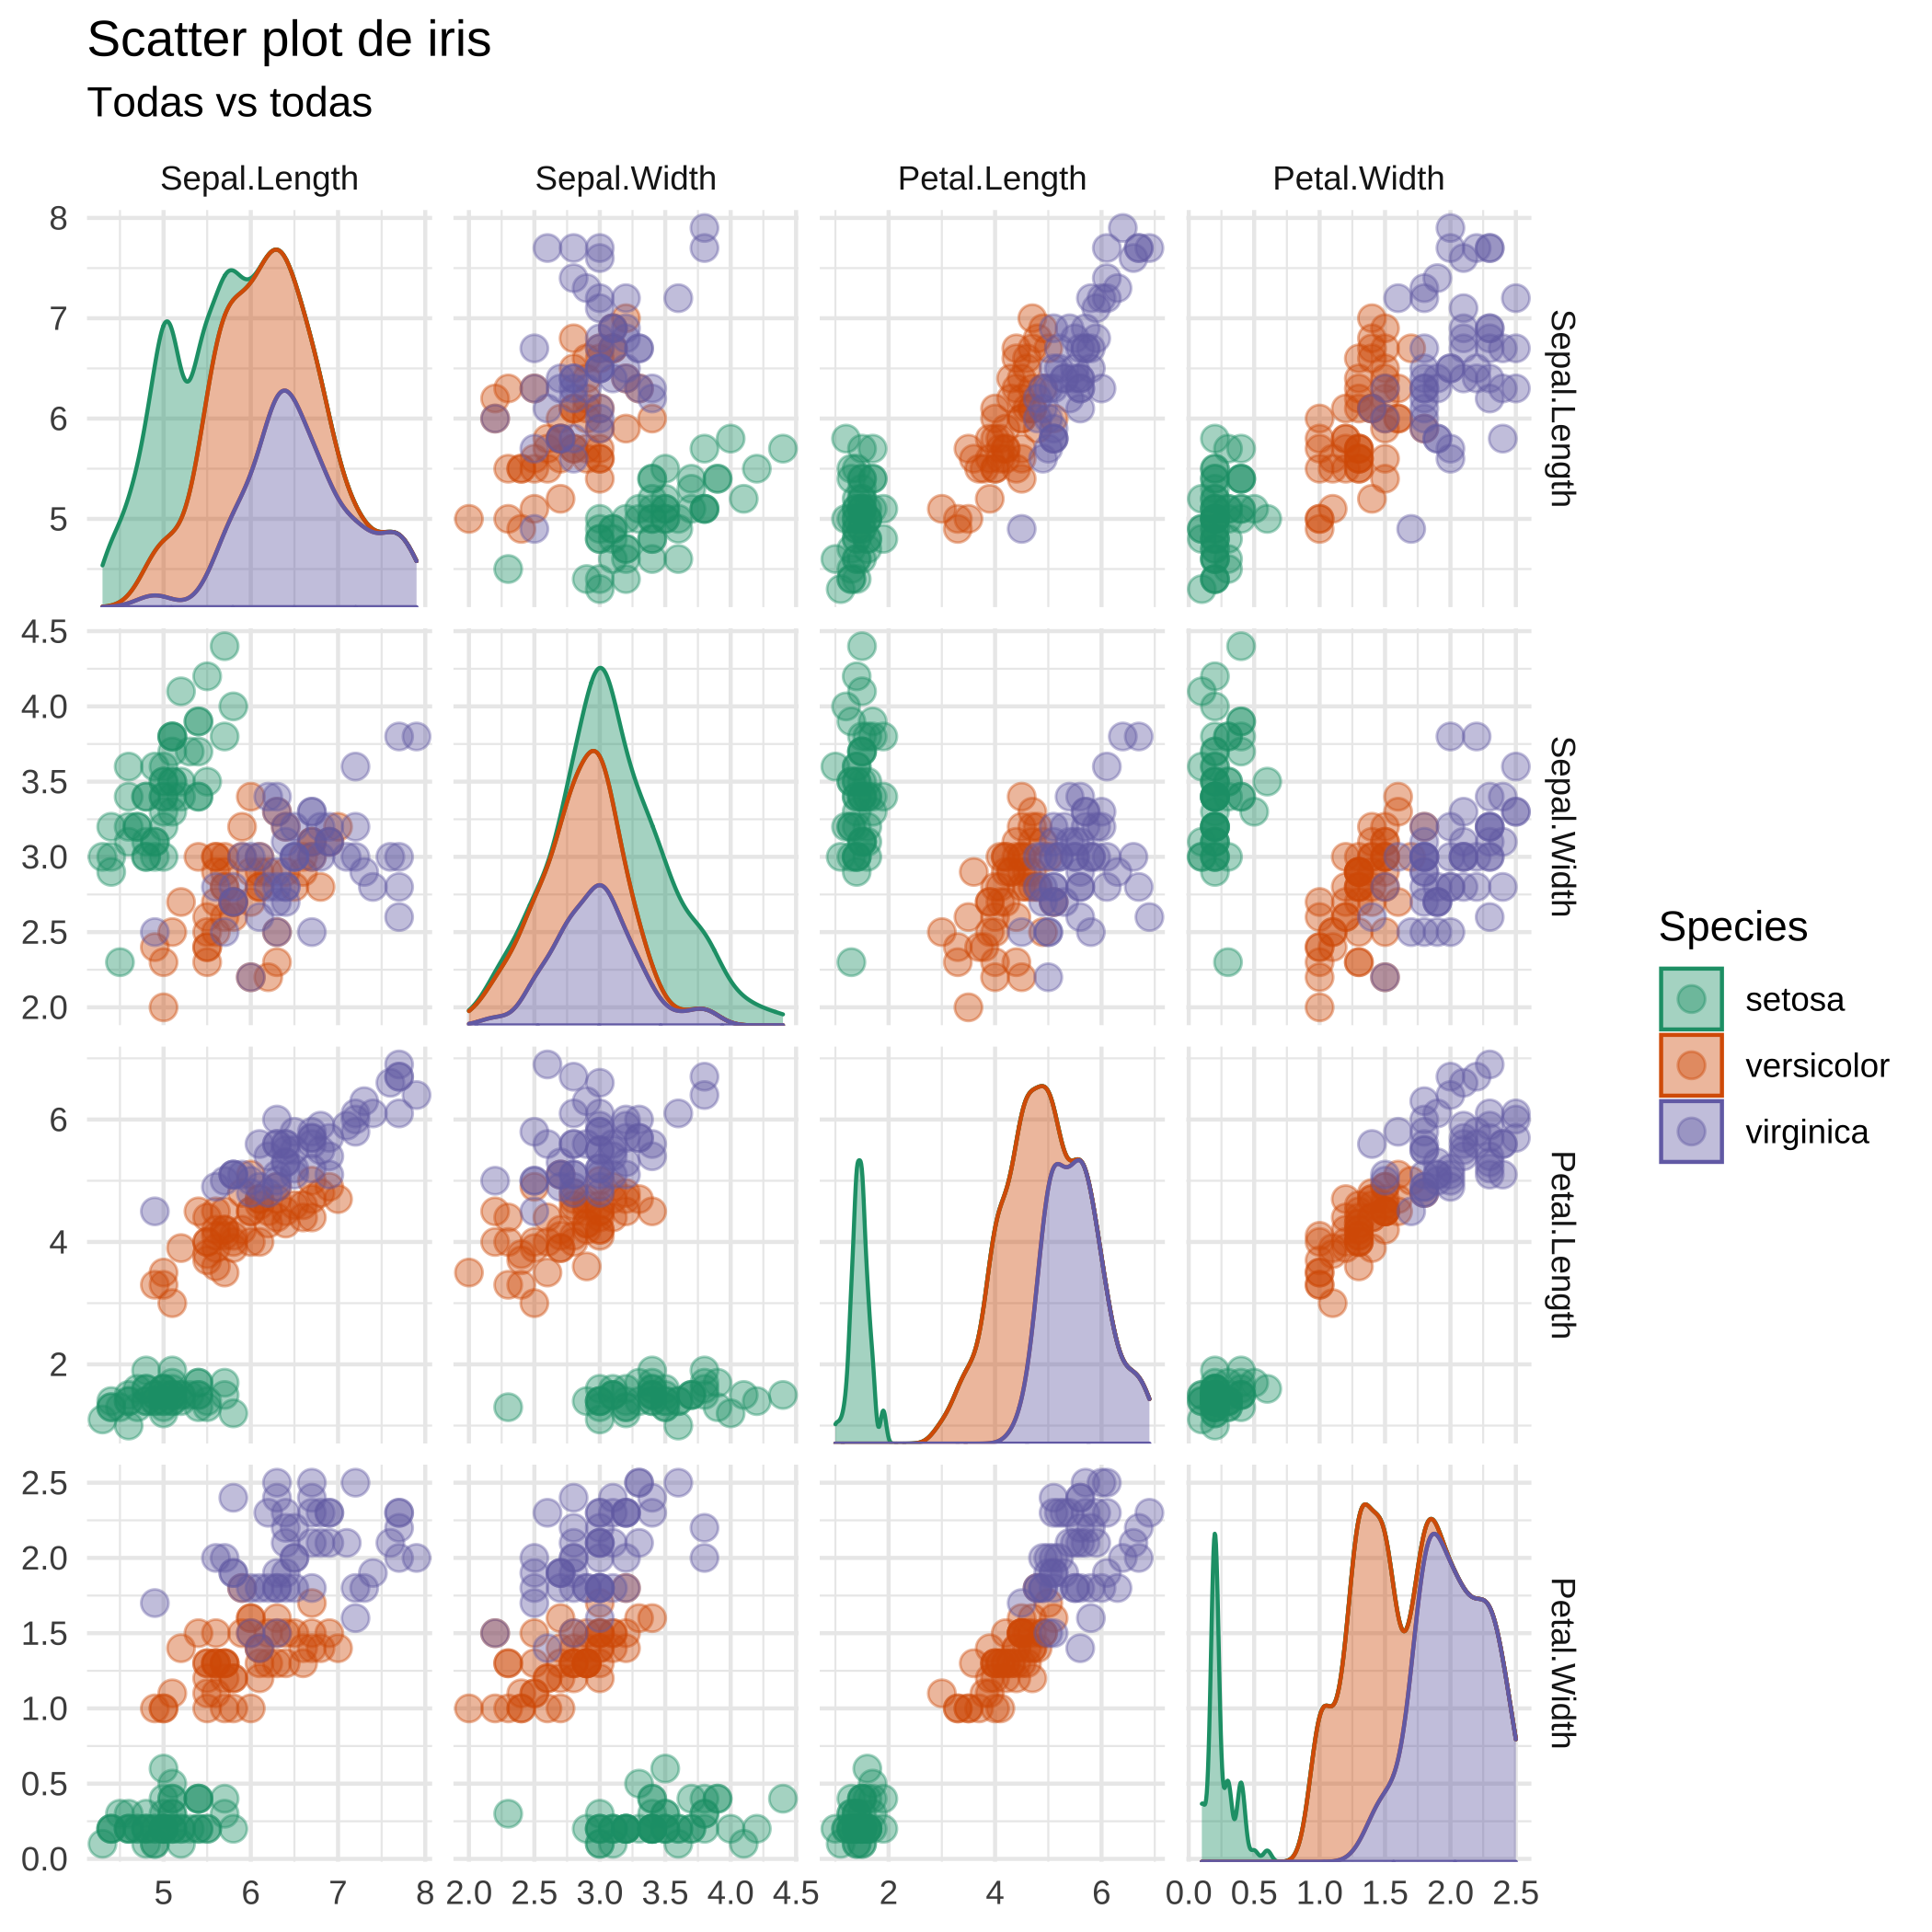 Scatter plot de iris
Todas vs todas
Sepal.Length Sepal.Width Petal.Length Petal.Width
8
7
6
5
Sepal.Length
4.5
4.0
3.5
3.0
2.5
2.0
Sepal.Width
6
4
2
Petal.Length
2.5
2.0
1.5
1.0
0.5
0.0
Petal.Width
5 6 7 8 2.0 2.5 3.0 3.5 4.0 4.5 2 4 6 0.0 0.5 1.0 1.5 2.0 2.5
Species
setosa
versicolor
virginica